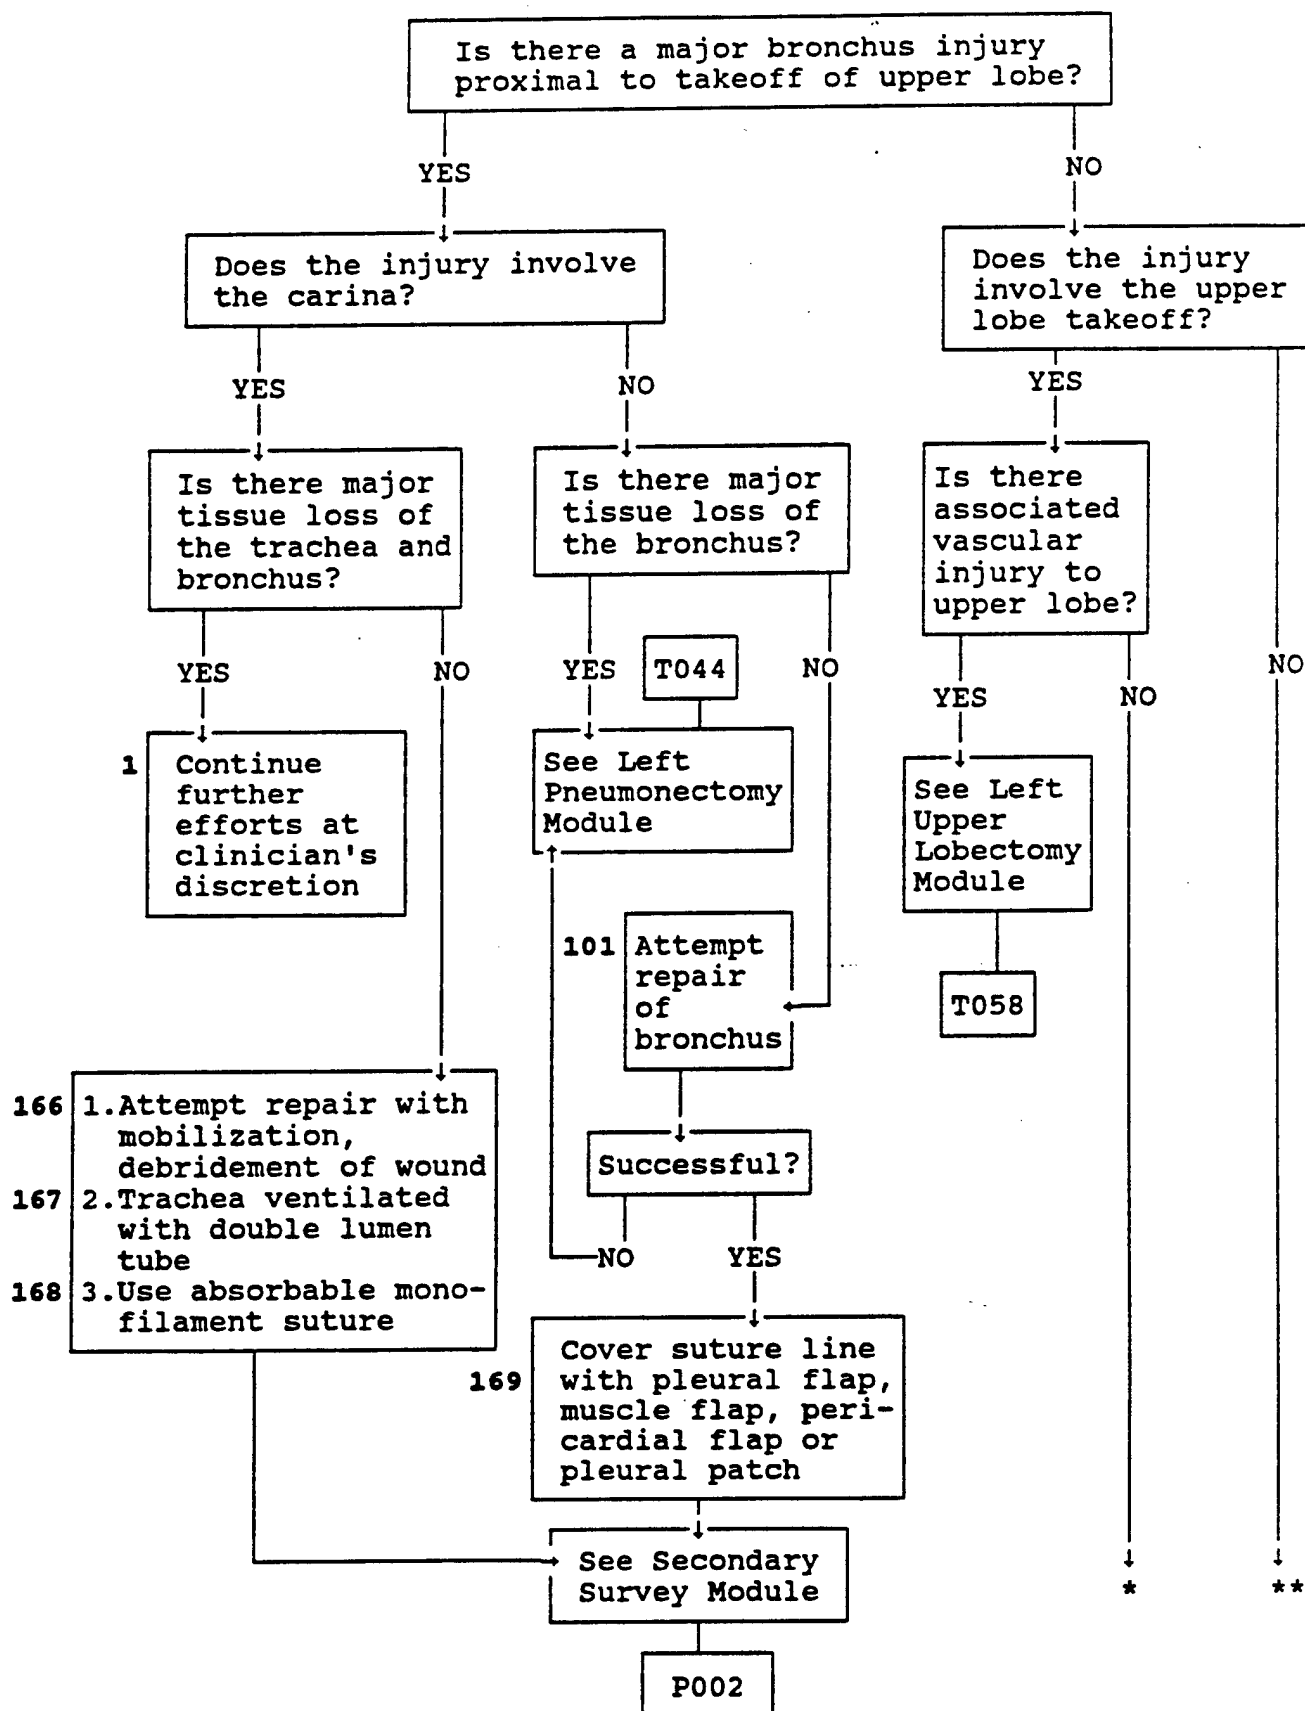 Is there a major bronchus injury
proximal to takeoff of upper lobe?
YES
NO
Does the injury involve
the carina?
Does the injury
involve the upper
lobe takeoff?
YES
NO
YES
NO
Is there major
tissue loss of
the trachea and
bronchus?
Is there major
tissue loss of
the bronchus?
Is there
associated
vascular
injury to
upper lobe?
YES
NO
YES
T044
NO
YES
NO
1 Continue
further
efforts at
clinician's
discretion
See Left
Pneumonectomy
Module
See Left
Upper
Lobectomy
Module
T058
101 Attempt
repair
of
bronchus
166 1.Attempt repair with
mobilization,
debridement of wound
167 2.Trachea ventilated
with double lumen
tube
168 3.Use absorbable mono-
filament suture
Successful?
NO
YES
Cover suture line
169 with pleural flap,
muscle flap, peri-
cardial flap or
pleural patch
See Secondary
Survey Module
*
**
P002